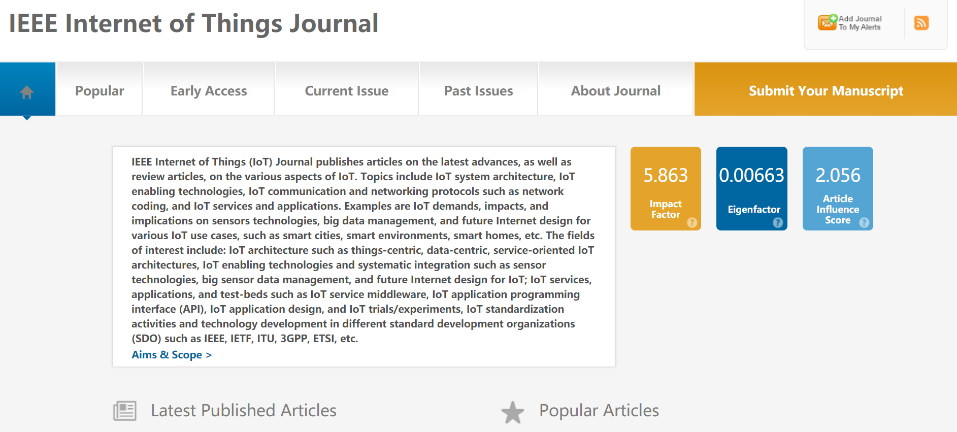 IEEE Internet of Things Journal
Add Journal
To My Alerts
Popular
Early Access
Current Issue
Past Issues
About Journal
Submit Your Manuscript
IEEE Internet of Things (IoT) Journal publishes articles on the latest advances, as well as
review articles, on the various aspects of IoT. Topics include IoT system architecture, IoT
enabling technologies, IoT communication and networking protocols such as network
coding, and IoT services and applications. Examples are IoT demands, impacts, and
implications on sensors technologies, big data management, and future Internet design for
various IoT use cases, such as smart cities, smart environments, smart homes, etc. The fields
of interest include: IoT architecture such as things-centric, data-centric, service-oriented IoT
architectures, IoT enabling technologies and systematic integration such as sensor
technologies, big sensor data management, and future Internet design for IoT; IoT services,
applications, and test-beds such as IoT service middleware, IoT application programming
interface (API), IoT application design, and IoT trials/experiments, IoT standardization
activities and technology development in different standard development organizations
(SDO) such as IEEE, IETF, ITU, 3GPP, ETSI, etc.
Aims & Scope >
5.863
Impact
Factor
?
0.00663
Eigenfactor
?
2.056
Article
Influence
Score
?
Latest Published Articles
Popular Articles